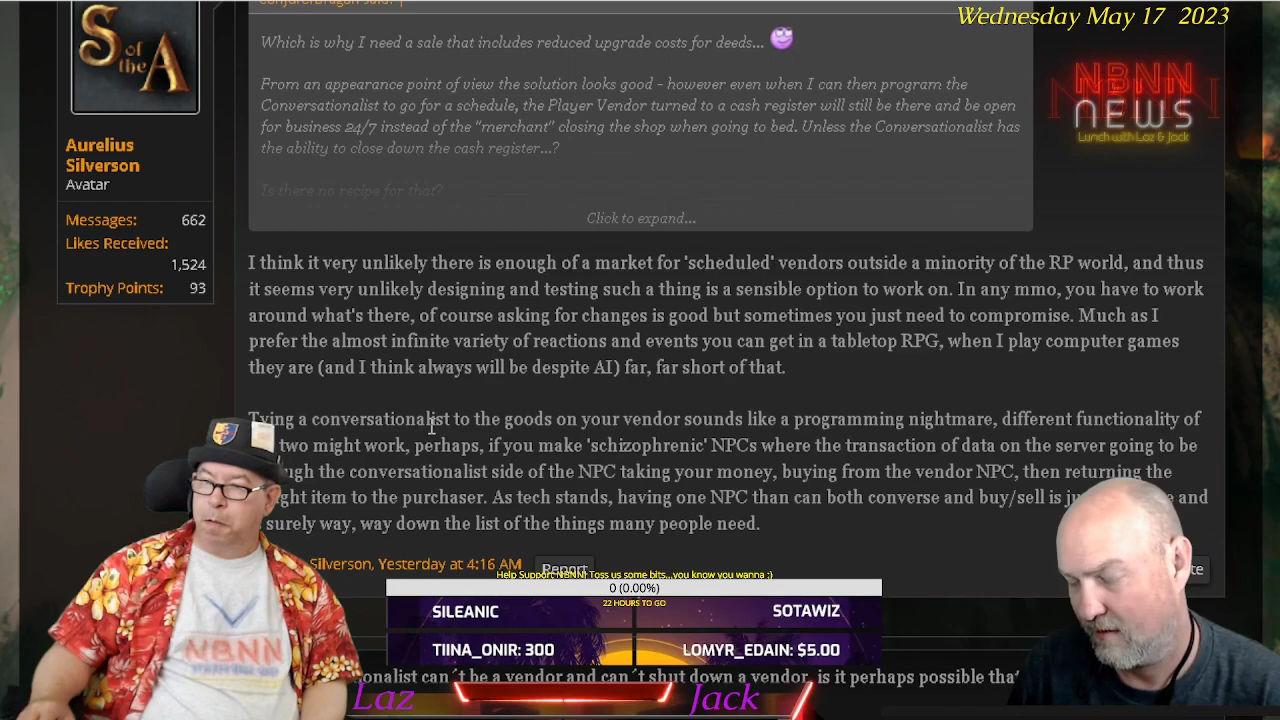 Wednesday May 17 2023
S
of
the
A
Which is why I need a sale that includes reduced upgrade costs for deeds...
From an appearance point of view the solution looks good - however even when I can then program the
Conversationalist to go for a schedule, the Player Vendor turned to a cash register will still be there and be open
for business 24/7 instead of the "merchant" closing the shop when going to bed. Unless the Conversationalist has
the ability to close down the cash register...?
Is there no recipe for that?
Click to expand...
NBNN
NEWS
Lunch with Laz & Jack
Aurelius
Silverson
Avatar
Messages: 662
Likes Received:
1,524
Trophy Points: 93
I think it very unlikely there is enough of a market for 'scheduled' vendors outside a minority of the RP world, and thus
it seems very unlikely designing and testing such a thing is a sensible option to work on. In any mmo, you have to work
around what's there, of course asking for changes is good but sometimes you just need to compromise. Much as I
prefer the almost infinite variety of reactions and events you can get in a tabletop RPG, when I play computer games
they are (and I think always will be despite AI) far, far short of that.
Tying a conversationalist to the goods on your vendor sounds like a programming nightmare, different functionality of
two might work, perhaps, if you make 'schizophrenic' NPCs where the transaction of data on the server going to be
the conversationalist side of the NPC taking your money, buying from the vendor NPC, then returning the
item to the purchaser. As tech stands, having one NPC than can both converse and buy/sell is and
surely way, way down the list of the things many people need.
Silverson, Yesterday at 4:16 AM Report
Help Support NBNN! Toss us some bits...you know you wanna :)
0 (0.00%)
22 HOURS TO GO
SILEANIC
SOTAWIZ
TIINA_ONIR: 300
LOMYR_EDAIN: $5.00
can´t be a vendor and can´t shut down a vendor, is it perhaps possible
NBNN
Laz
Jack